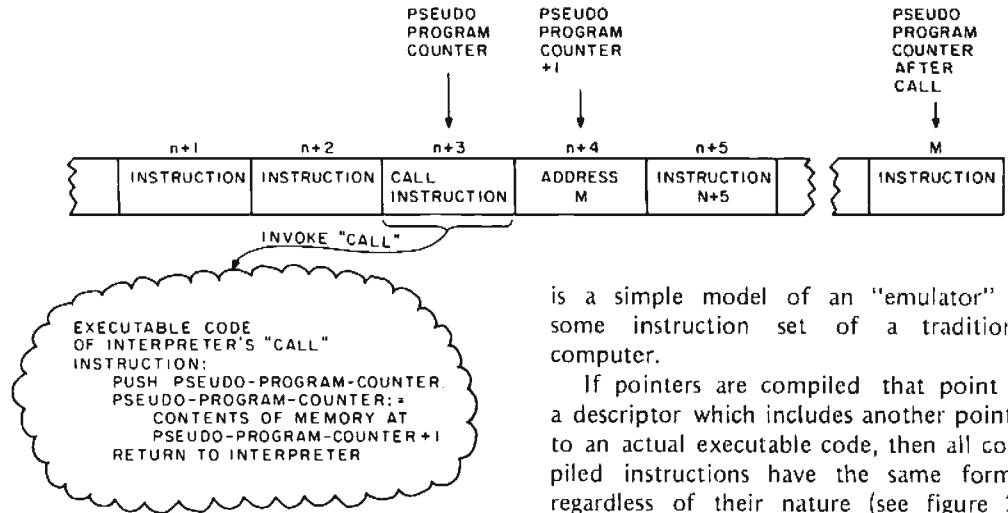 PSEUDO
PROGRAM
COUNTER
PSEUDO
PROGRAM
COUNTER
+1
PSEUDO
PROGRAM
COUNTER
AFTER
CALL
n+1
n+2
n+3
n+4
n+5
M
INSTRUCTION
INSTRUCTION
CALL
INSTRUCTION
ADDRESS
M
INSTRUCTION
N+5
INSTRUCTION
INVOKE "CALL"
EXECUTABLE CODE
OF INTERPRETER'S "CALL"
INSTRUCTION:
PUSH PSEUDO-PROGRAM-COUNTER.
PSEUDO-PROGRAM-COUNTER:=
CONTENTS OF MEMORY AT
PSEUDO-PROGRAM-COUNTER+1
RETURN TO INTERPRETER
is a simple model of an "emulator"
some instruction set of a tradition
computer.
If pointers are compiled that point
a descriptor which includes another point
to an actual executable code, then all co
piled instructions have the same form
regardless of their nature (see figure